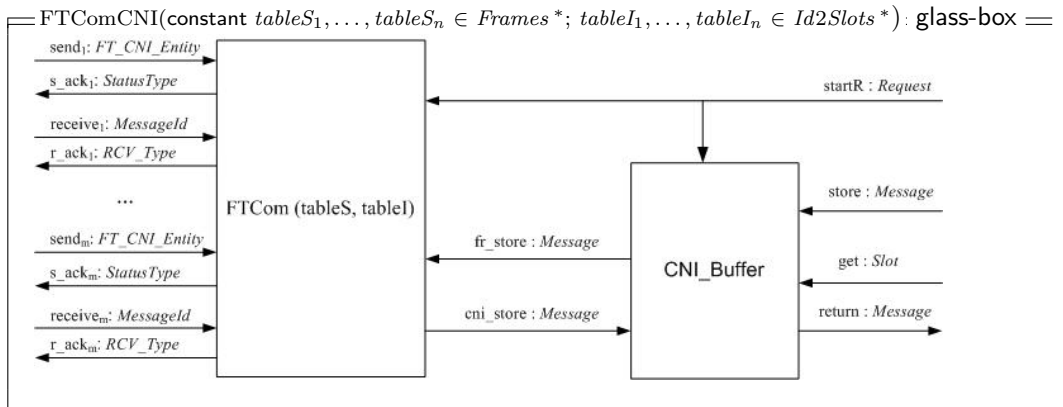 FTComCNI(constant tableS₁, . . . , tableSₙ ∈ Frames *; tableI₁, . . . , tableIₙ ∈ Id2Slots *) : glass-box
send₁: FT_CNI_Entity
s_ack₁: StatusType
startR : Request
receive₁: MessageId
r_ack₁: RCV_Type
...
FTCom (tableS, tableI)
store : Message
sendₘ: FT_CNI_Entity
fr_store : Message
CNI_Buffer
get : Slot
s_ackₘ: StatusType
receiveₘ: MessageId
cni_store : Message
return : Message
r_ackₘ: RCV_Type